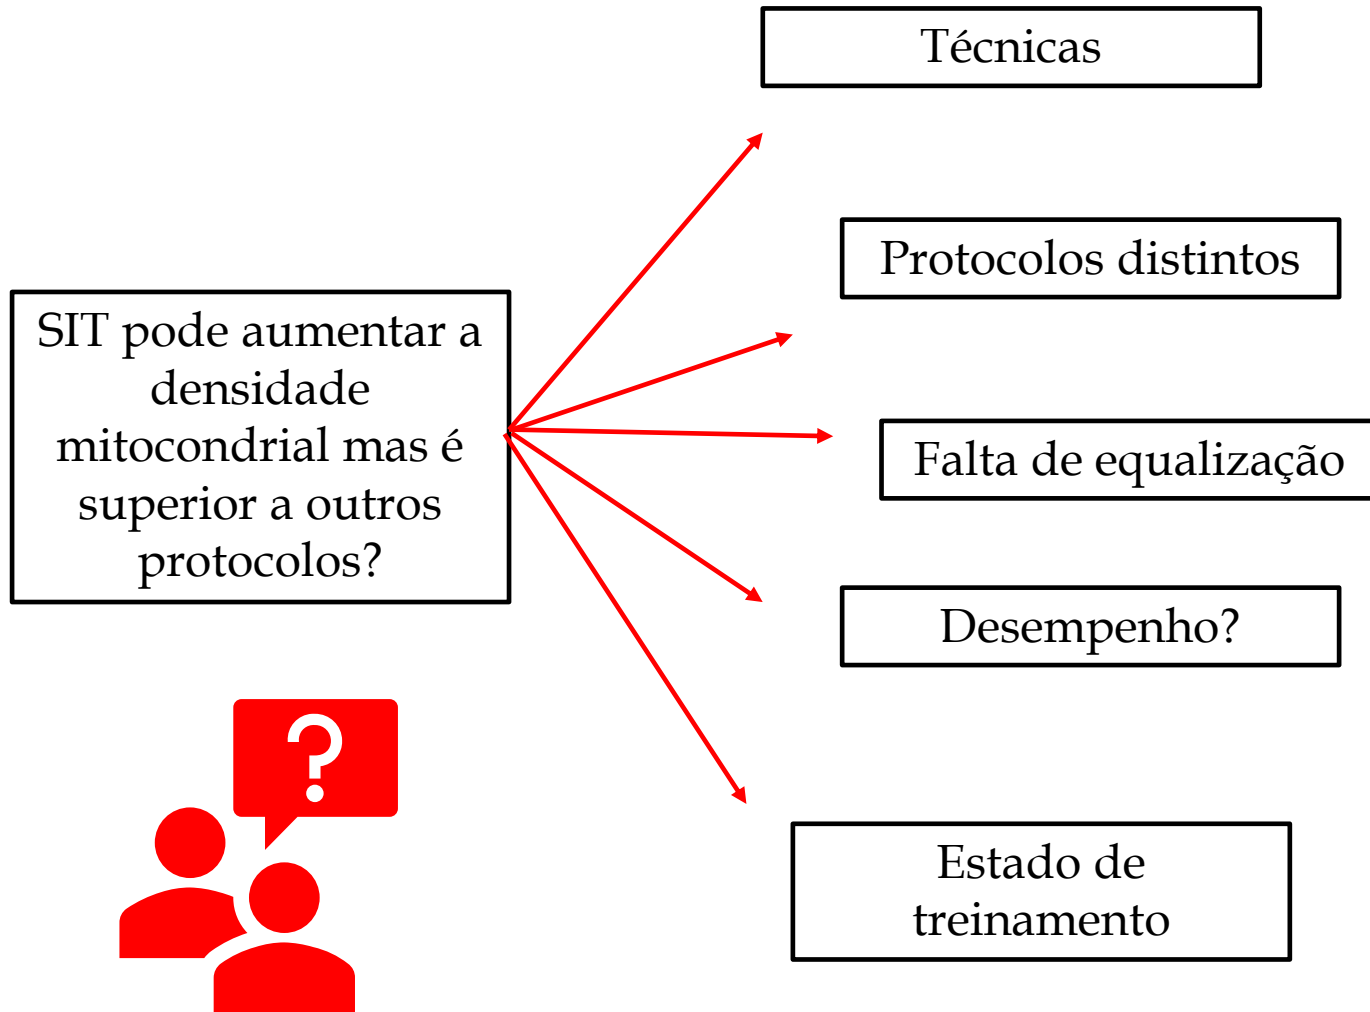 Técnicas
Protocolos distintos
SIT pode aumentar a
densidade
mitocondrial mas é
superior a outros
protocolos?
Falta de equalização
Desempenho?
?
Estado de
treinamento